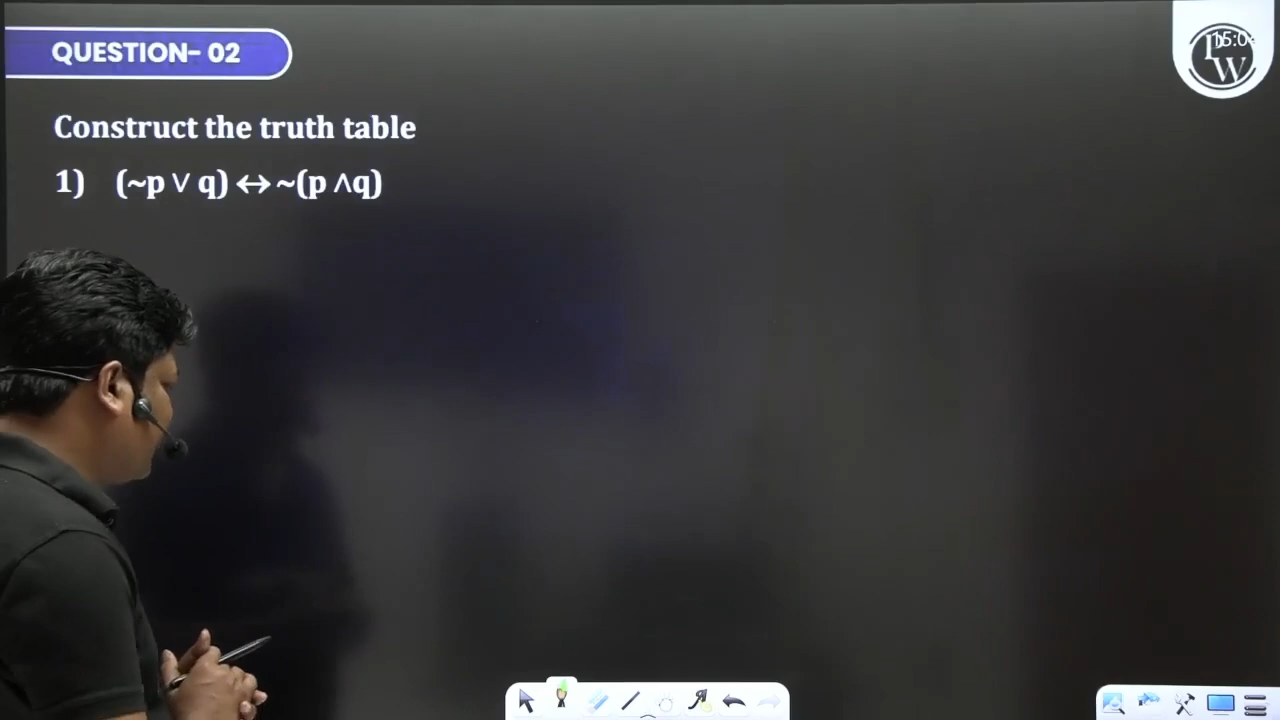 QUESTION- 02
Construct the truth table
1) (~p ∨ q) ↔ ~(p ∧q)